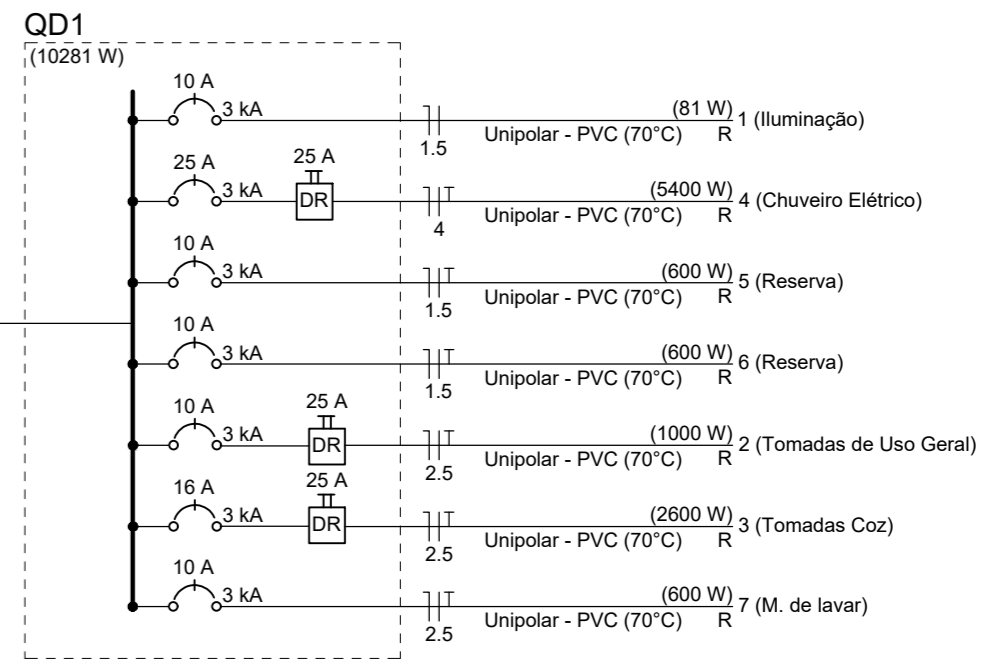 QD1
(10281 W)
10 A
3 kA
1.5
Unipolar - PVC (70°C)
(81 W)
R
1 (Iluminação)
25 A
3 kA
25 A
DR
4
Unipolar - PVC (70°C)
(5400 W)
R
4 (Chuveiro Elétrico)
10 A
3 kA
1.5
Unipolar - PVC (70°C)
(600 W)
R
5 (Reserva)
10 A
3 kA
1.5
Unipolar - PVC (70°C)
(600 W)
R
6 (Reserva)
10 A
3 kA
25 A
DR
2.5
Unipolar - PVC (70°C)
(1000 W)
R
2 (Tomadas de Uso Geral)
16 A
3 kA
25 A
DR
2.5
Unipolar - PVC (70°C)
(2600 W)
R
3 (Tomadas Coz)
10 A
3 kA
2.5
Unipolar - PVC (70°C)
(600 W)
R
7 (M. de lavar)